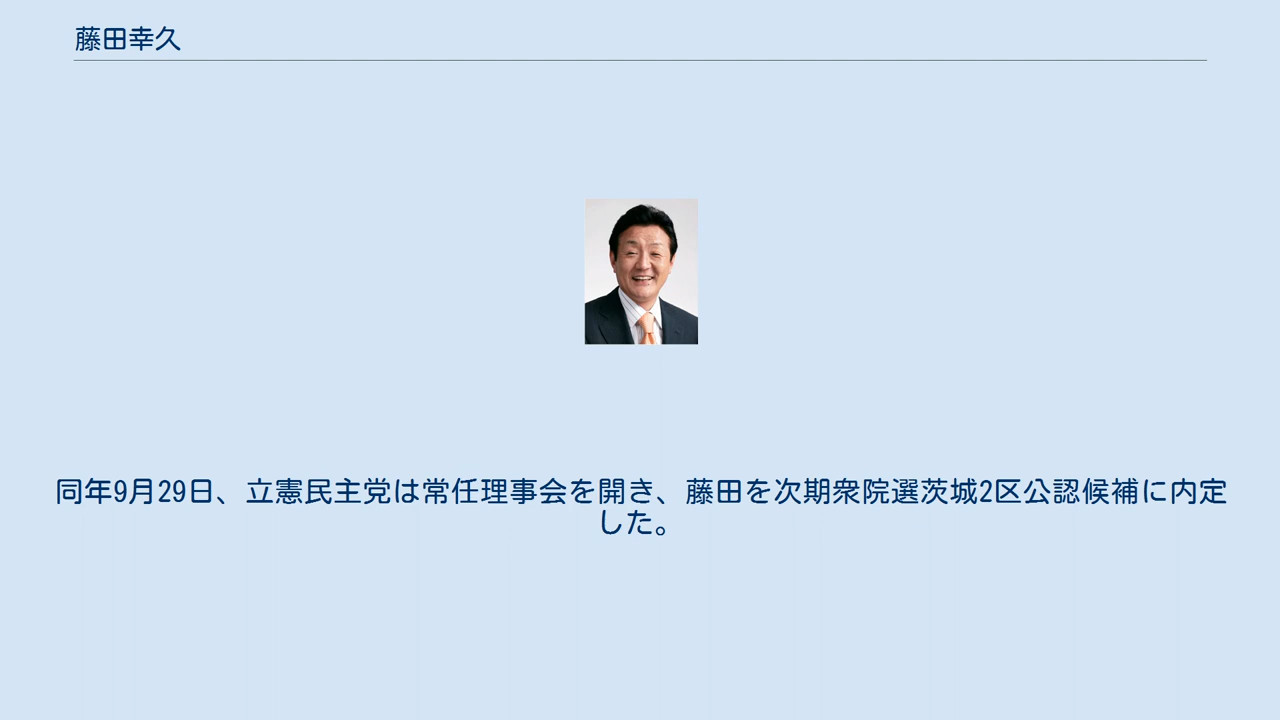 藤田幸久
同年9月29日、立憲民主党は常任理事会を開き、藤田を次期衆院選茨城2区公認候補に内定
した。